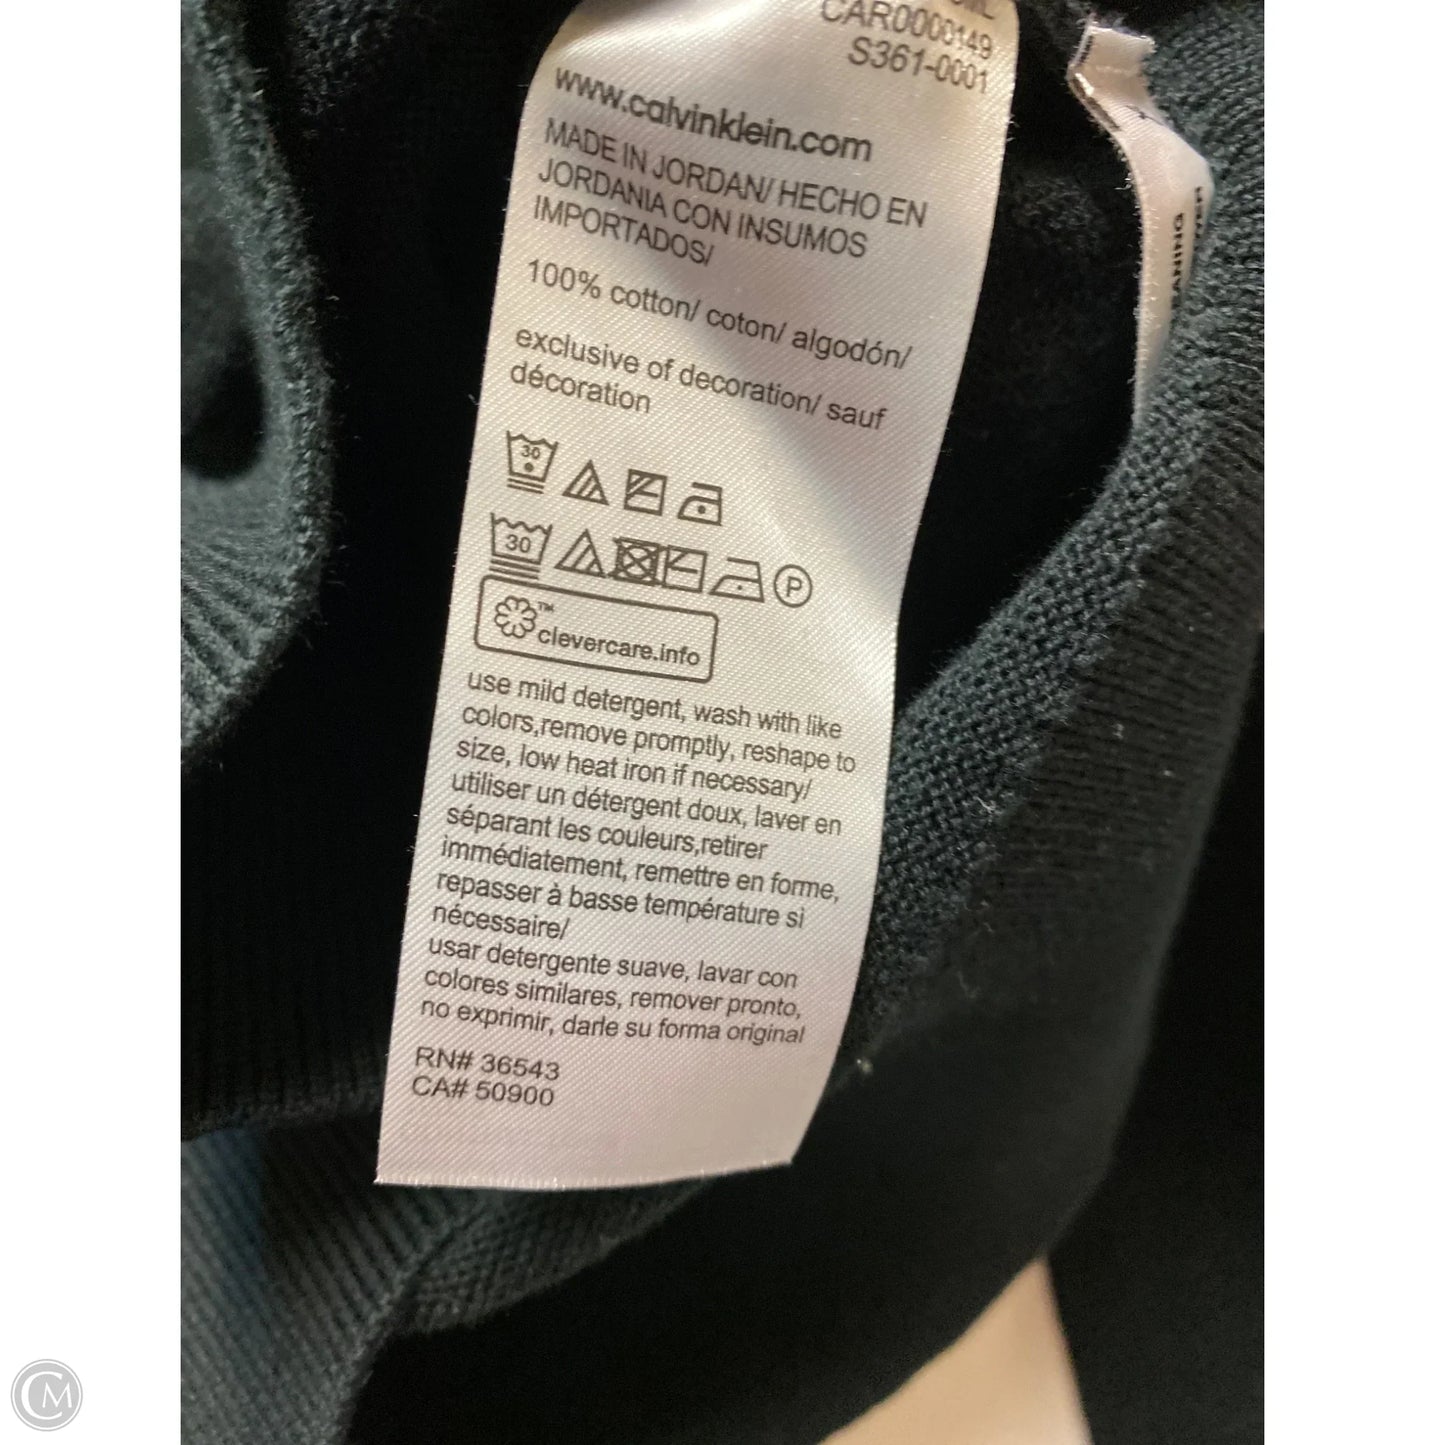 CAR0000149
S361-0001
www.calvinklein.com
MADE IN JORDAN/ HECHO EN
JORDANIA CON INSUMOS
IMPORTADOS/
100% cotton/ coton/ algodón/
exclusive of decoration/ sauf
décoration
30
30
P
™
clevercare.info
use mild detergent, wash with like
colors,remove promptly, reshape to
size, low heat iron if necessary/
utiliser un détergent doux, laver en
séparant les couleurs,retirer
immédiatement, remettre en forme,
repasser à basse température si
nécessaire/
usar detergente suave, lavar con
colores similares, remover pronto,
no exprimir, darle su forma original
RN# 36543
CA# 50900
CM